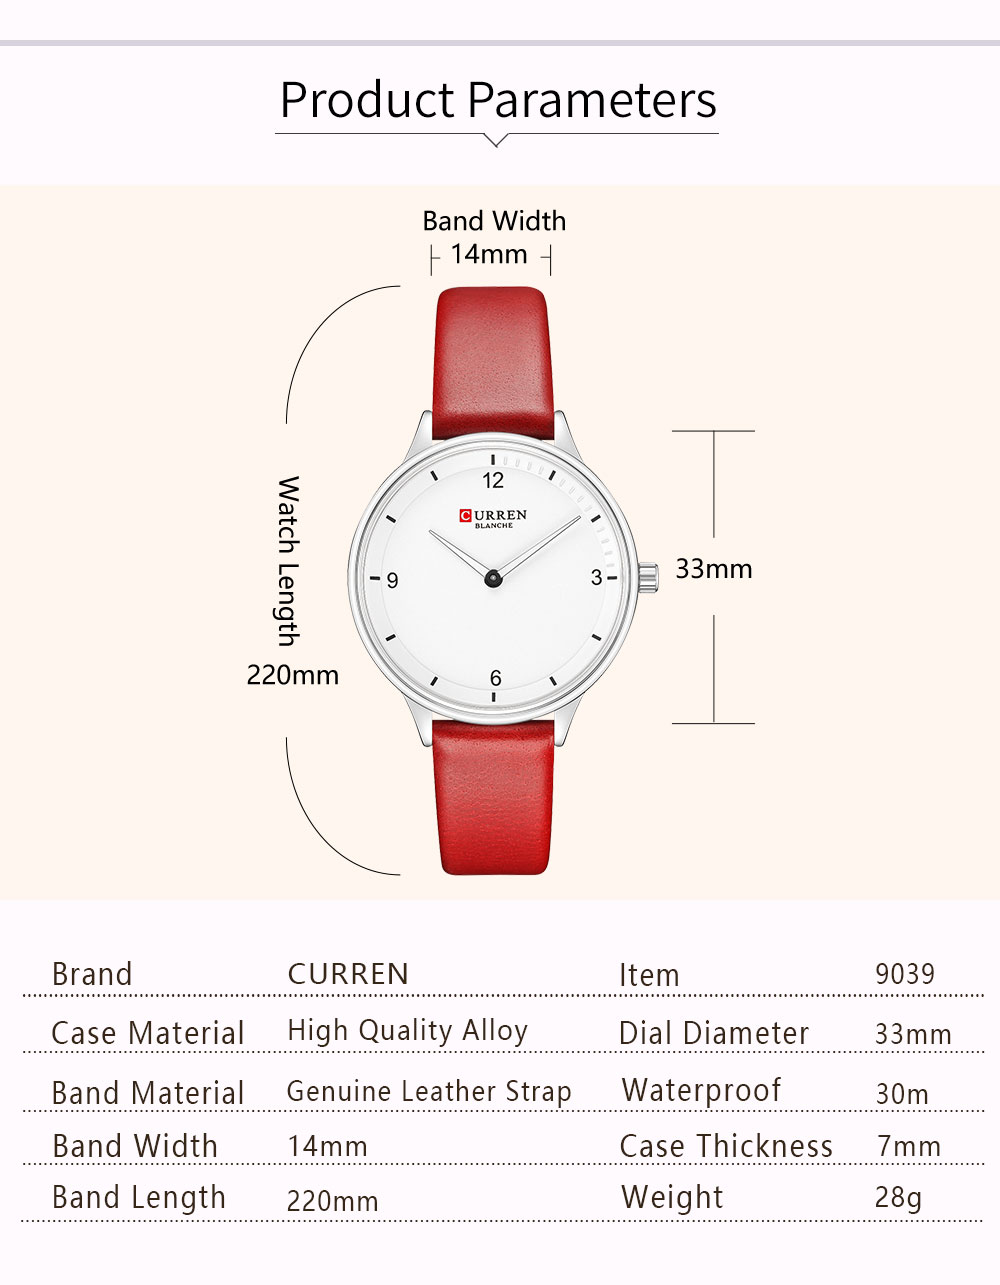 Product Parameters
Band Width
14mm
Watch Length
220mm
33mm
12
CURREN
BLANCHE
9
3
6
Brand CURREN Item 9039
Case Material High Quality Alloy Dial Diameter 33mm
Band Material Genuine Leather Strap Waterproof 30m
Band Width 14mm Case Thickness 7mm
Band Length 220mm Weight 28g